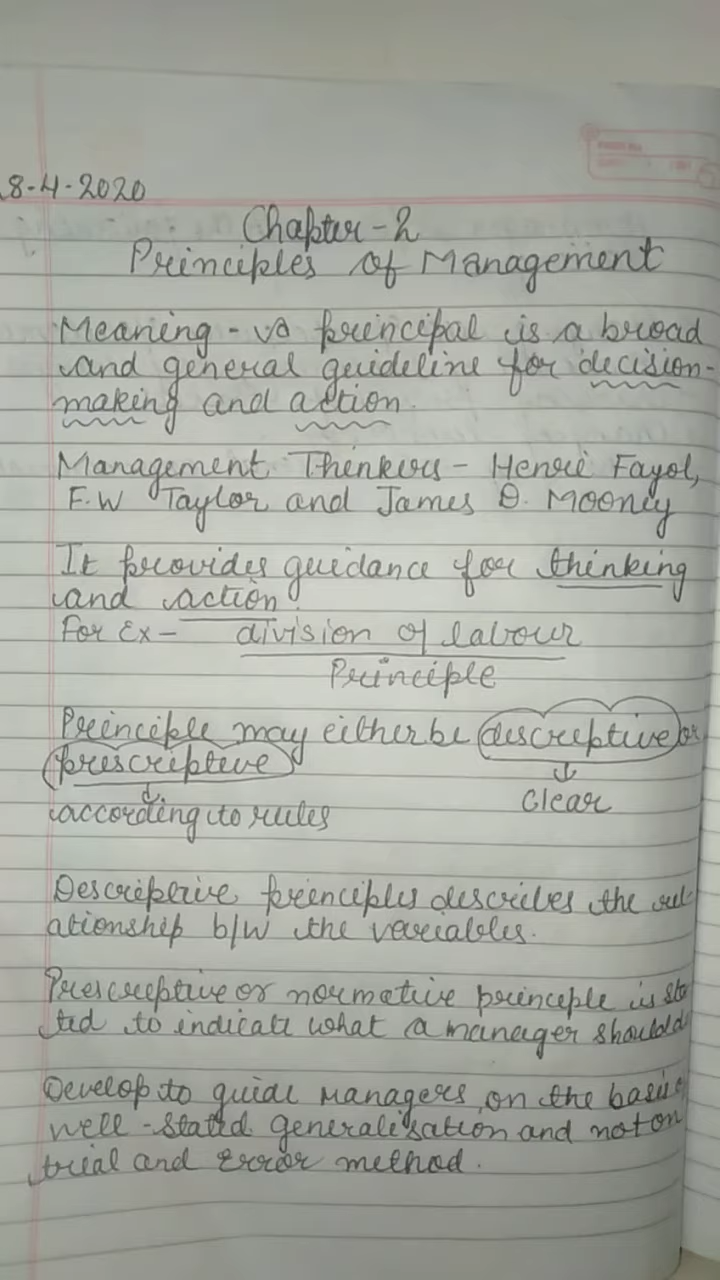 8-4-2020
Chapter-2
Principles of Management
Meaning - a principal is a broad
and general guideline for decision-
making and action.
Management Thinkers - Henri Fayol,
F.W Taylor and James D. Mooney
It provides guidance for thinking
and action.
For Ex - division of labour
Principle
Principle may either be descriptive or
prescriptive
clear
according to rules
Descriptive principles describes the rel
ationship b/w the variables.
Prescreptive or normative principle is sta
ted to indicate what a manager should d
Develop to guide managers on the basis
well-stated generalisation and not on
trial and error method.